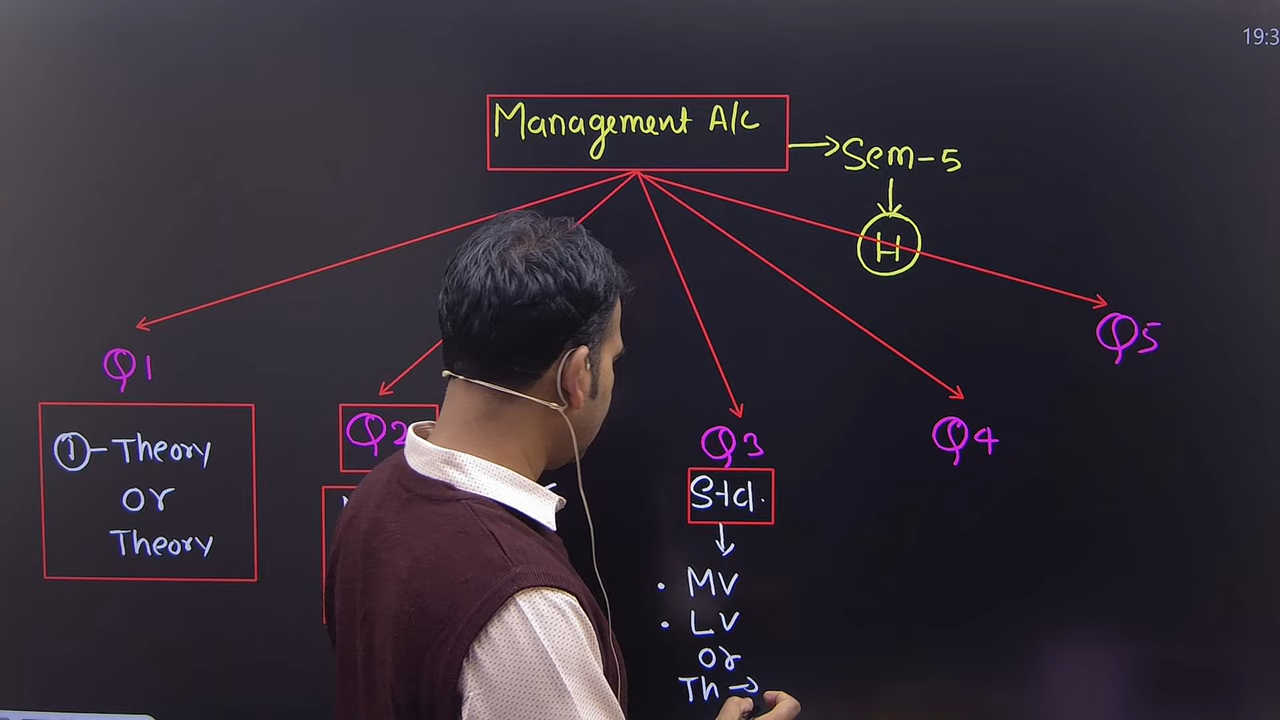 19:3
Management A/c
Sem-5
H
Q1
① Theory
OR
Theory
Q2
Q3
Std.
• MV
• LV
OR
Th
Q4
Q5